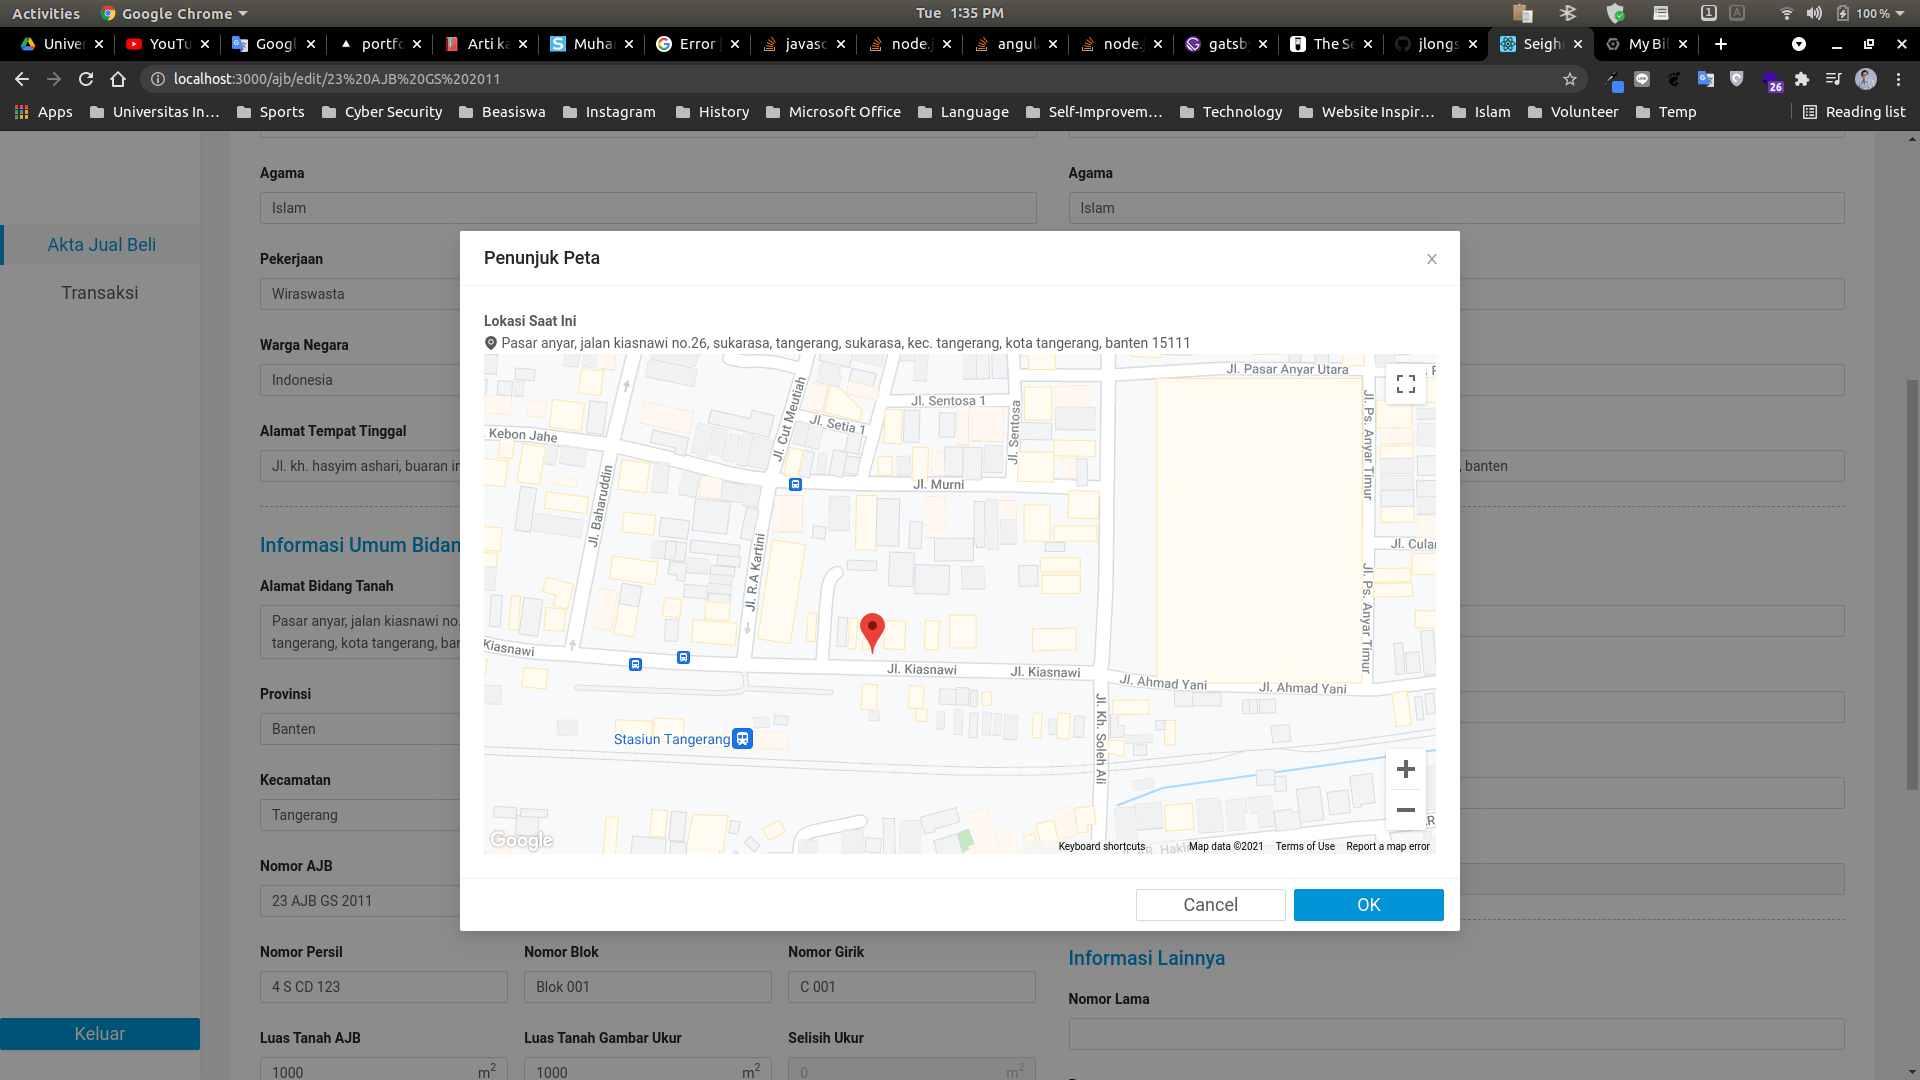 Activities Google Chrome Tue 1:35 PM 100 %
Univer YouTu Googl portfo Arti ka Muha Error javasc node.j angula node.j gatsb The Se jlongs Seigh My Bil
localhost:3000/ajb/edit/23%20AJB%20GS%202011 26
Apps Universitas In... Sports Cyber Security Beasiswa Instagram History Microsoft Office Language Self-Improvem... Technology Website Inspir... Islam Volunteer Temp Reading list
Akta Jual Beli
Transaksi
Keluar
Agama Agama
Islam Islam
Pekerjaan
Wiraswasta
Warga Negara
Indonesia
Alamat Tempat Tinggal
Jl. kh. hasyim ashari, buaran in
, banten
Informasi Umum Bidan
Alamat Bidang Tanah
Pasar anyar, jalan kiasnawi no.
tangerang, kota tangerang, ban
Provinsi
Banten
Kecamatan
Tangerang
Nomor AJB
23 AJB GS 2011
Nomor Persil Nomor Blok Nomor Girik
4 S CD 123 Blok 001 C 001
Luas Tanah AJB Luas Tanah Gambar Ukur Selisih Ukur
1000 m2 1000 m2 0 m2
Informasi Lainnya
Nomor Lama
Penunjuk Peta
Lokasi Saat Ini
Pasar anyar, jalan kiasnawi no.26, sukarasa, tangerang, sukarasa, kec. tangerang, kota tangerang, banten 15111
Jl. Pasar Anyar Utara
Jl. Cut Meutiah
Jl. Setia 1
Jl. Sentosa 1
Jl. Sentosa
Jl. Ps. Anyar Timur
. Kebon Jahe
Jl. Baharuddin
Jl. Murni
Jl. R.A Kartini
Jl. Cular
Jl. Ps. Anyar Timur
Kiasnawi
Jl. Kiasnawi
Jl. Kiasnawi
Jl. Ahmad Yani
Jl. Ahmad Yani
Jl. Kh. Soleh Ali
Stasiun Tangerang
Google
Keyboard shortcuts Map data ©2021 Terms of Use Report a map error
Cancel OK